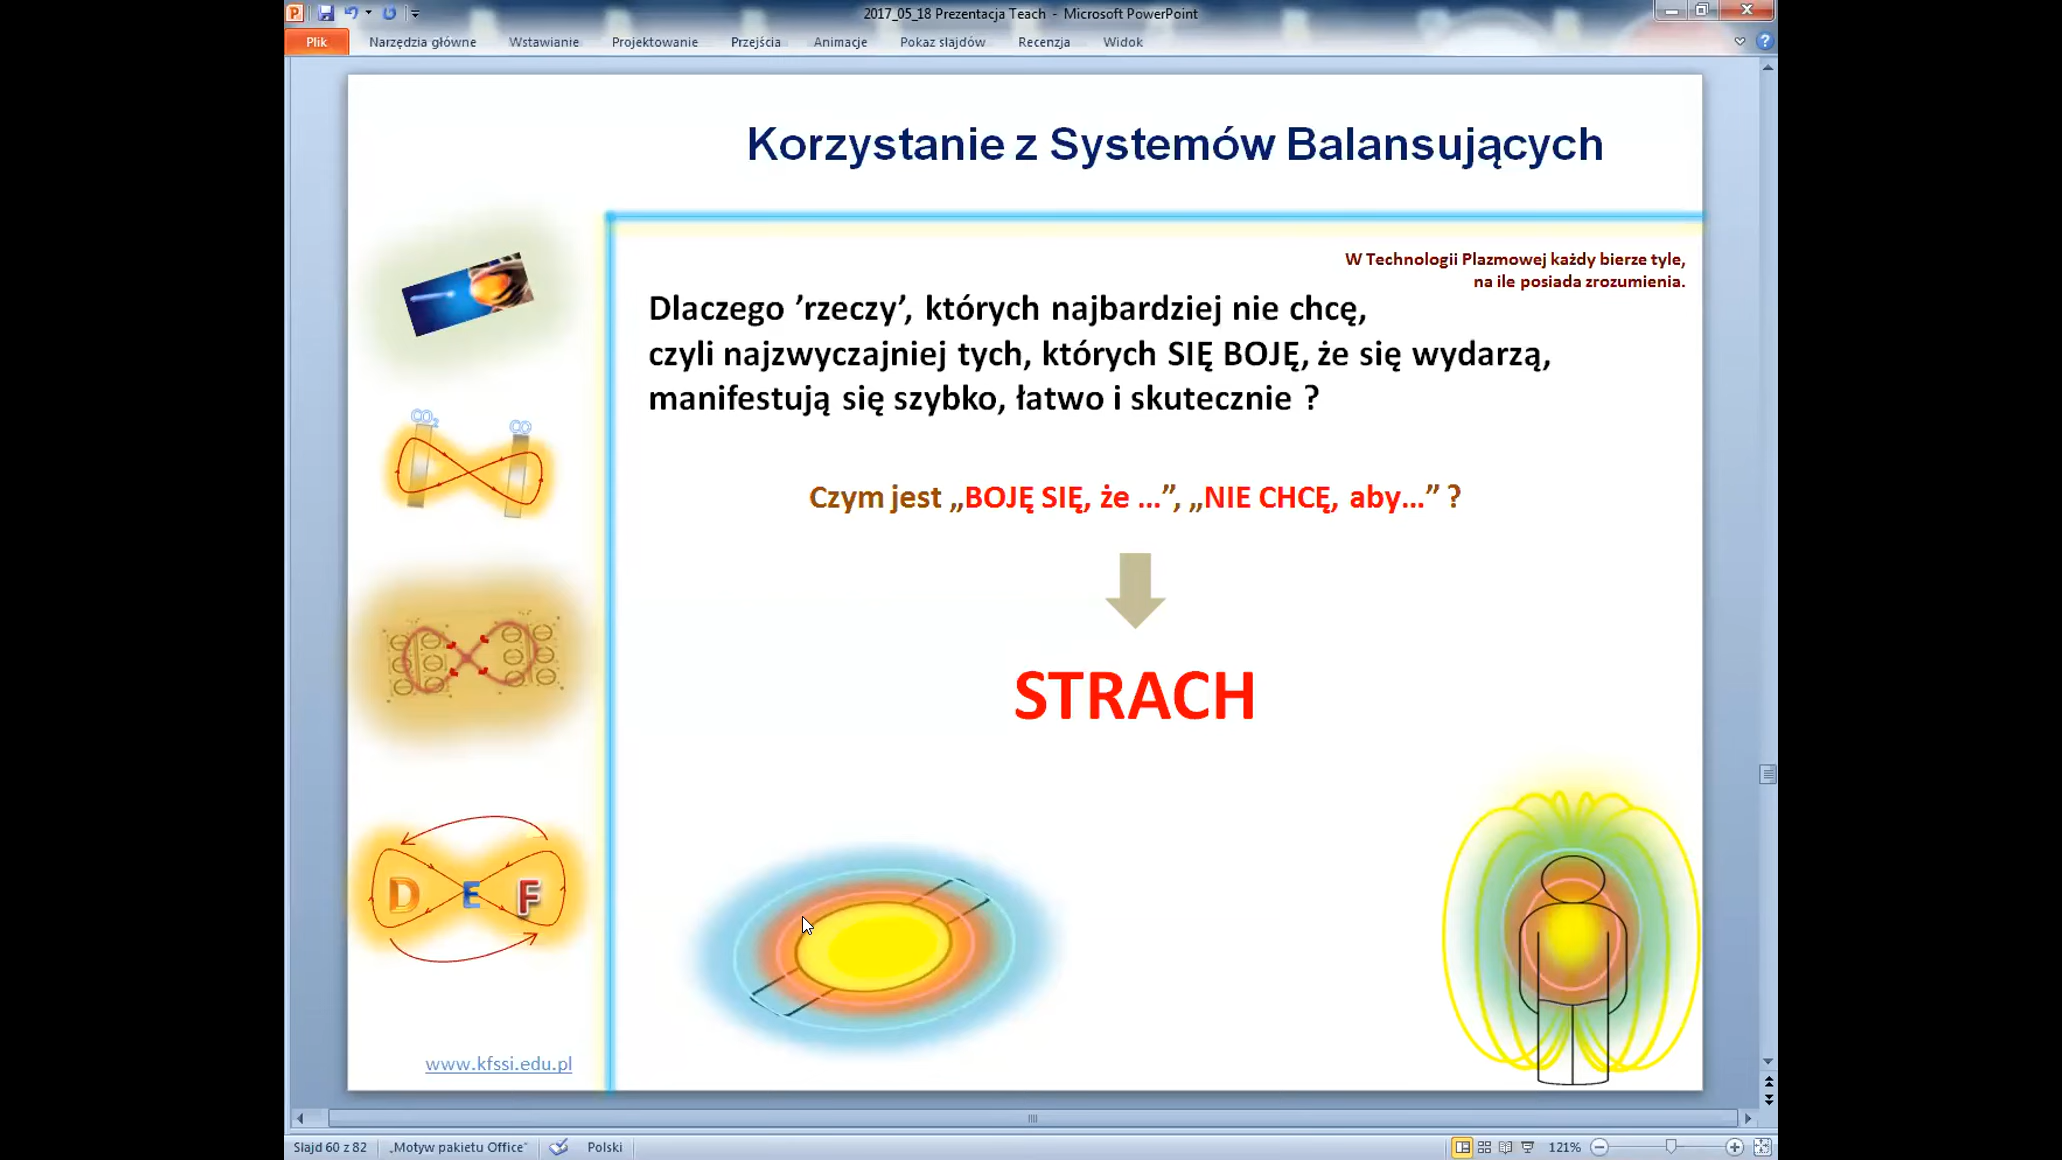 2017_05_18 Prezentacja Teach - Microsoft PowerPoint
Plik Narzędzia główne Wstawianie Projektowanie Przejścia Animacje Pokaz slajdów Recenzja Widok
Korzystanie z Systemów Balansujących
W Technologii Plazmowej każdy bierze tyle,
na ile posiada zrozumienia.
Dlaczego ’rzeczy’, których najbardziej nie chcę,
czyli najzwyczajniej tych, których SIĘ BOJĘ, że się wydarzą,
manifestują się szybko, łatwo i skutecznie ?
Czym jest „BOJĘ SIĘ, że ...”, „NIE CHCĘ, aby...” ?
STRACH
CO₂ CO
D E F
www.kfssi.edu.pl
Slajd 60 z 82 „Motyw pakietu Office” Polski 121%